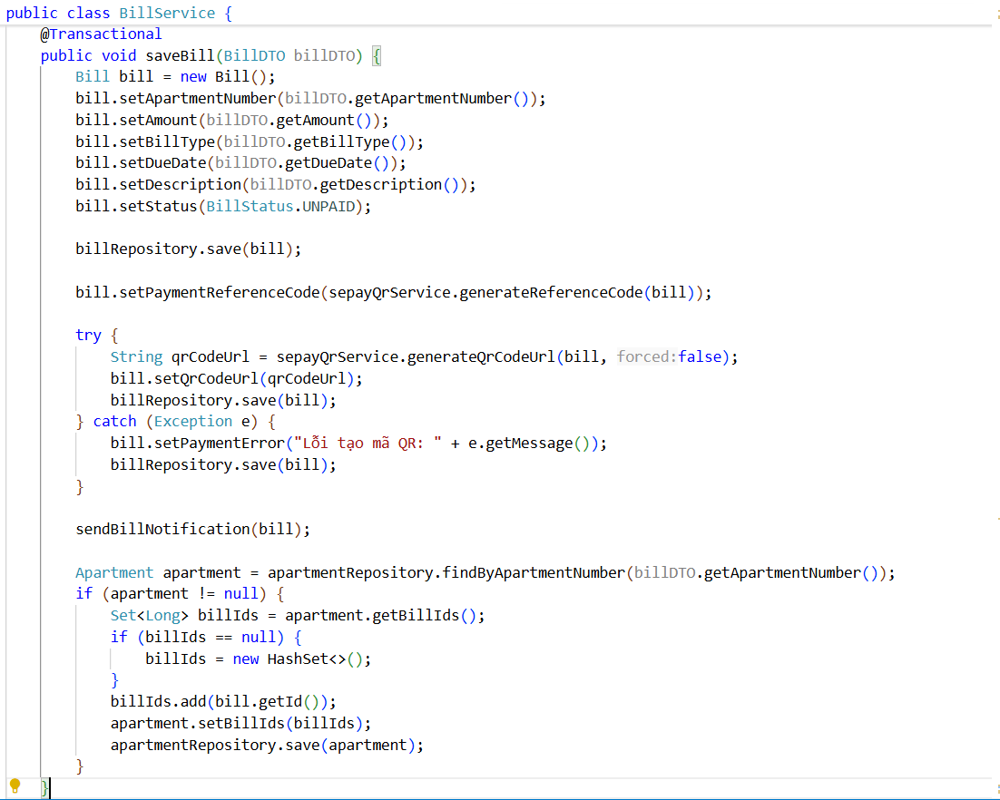 public class BillService {
    @Transactional
    public void saveBill(BillDTO billDTO) {
        Bill bill = new Bill();
        bill.setApartmentNumber(billDTO.getApartmentNumber());
        bill.setAmount(billDTO.getAmount());
        bill.setBillType(billDTO.getBillType());
        bill.setDueDate(billDTO.getDueDate());
        bill.setDescription(billDTO.getDescription());
        bill.setStatus(BillStatus.UNPAID);
        billRepository.save(bill);
        bill.setPaymentReferenceCode(sepayQrService.generateReferenceCode(bill));
        try {
            String qrCodeUrl = sepayQrService.generateQrCodeUrl(bill, forced:false);
            bill.setQrCodeUrl(qrCodeUrl);
            billRepository.save(bill);
        } catch (Exception e) {
            bill.setPaymentError("Lỗi tạo mã QR: " + e.getMessage());
            billRepository.save(bill);
        }
        sendBillNotification(bill);
        Apartment apartment = apartmentRepository.findByApartmentNumber(billDTO.getApartmentNumber());
        if (apartment != null) {
            Set<Long> billIds = apartment.getBillIds();
            if (billIds == null) {
                billIds = new HashSet<>();
            }
            billIds.add(bill.getId());
            apartment.setBillIds(billIds);
            apartmentRepository.save(apartment);
        }
    }